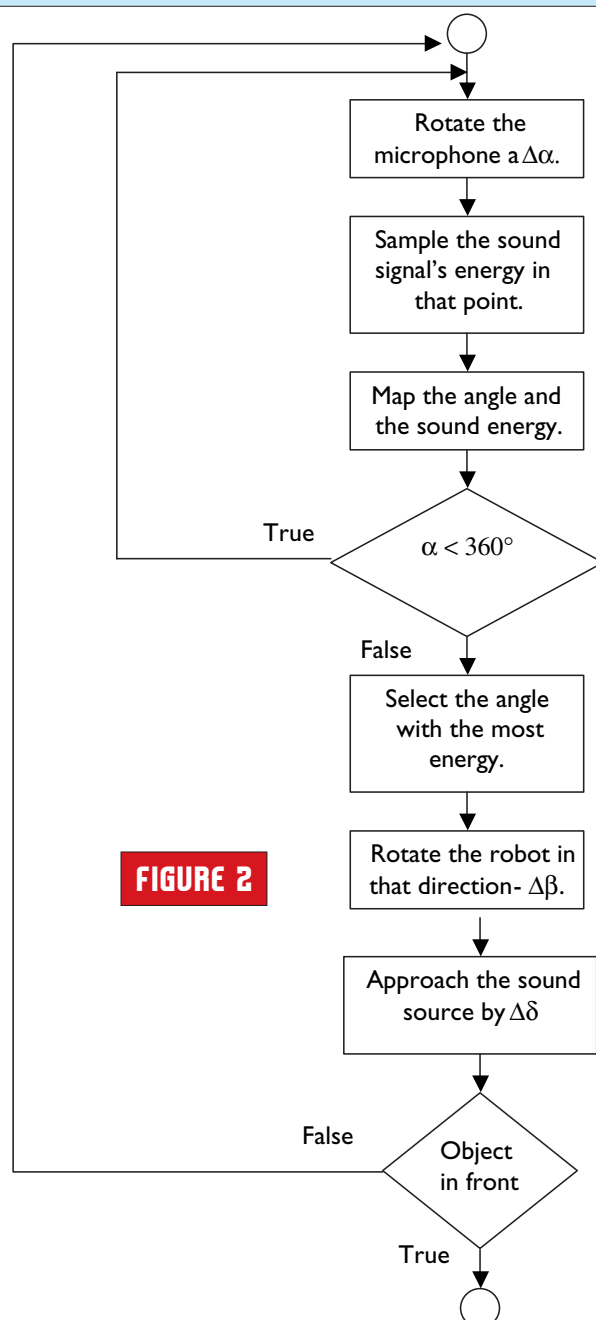 Rotate the
microphone a Δα.
Sample the sound
signal's energy in
that point.
Map the angle and
the sound energy.
True
α < 360°
False
Select the angle
with the most
energy.
Rotate the robot in
that direction- Δβ.
FIGURE 2
Approach the sound
source by Δδ
False
Object
in front
True